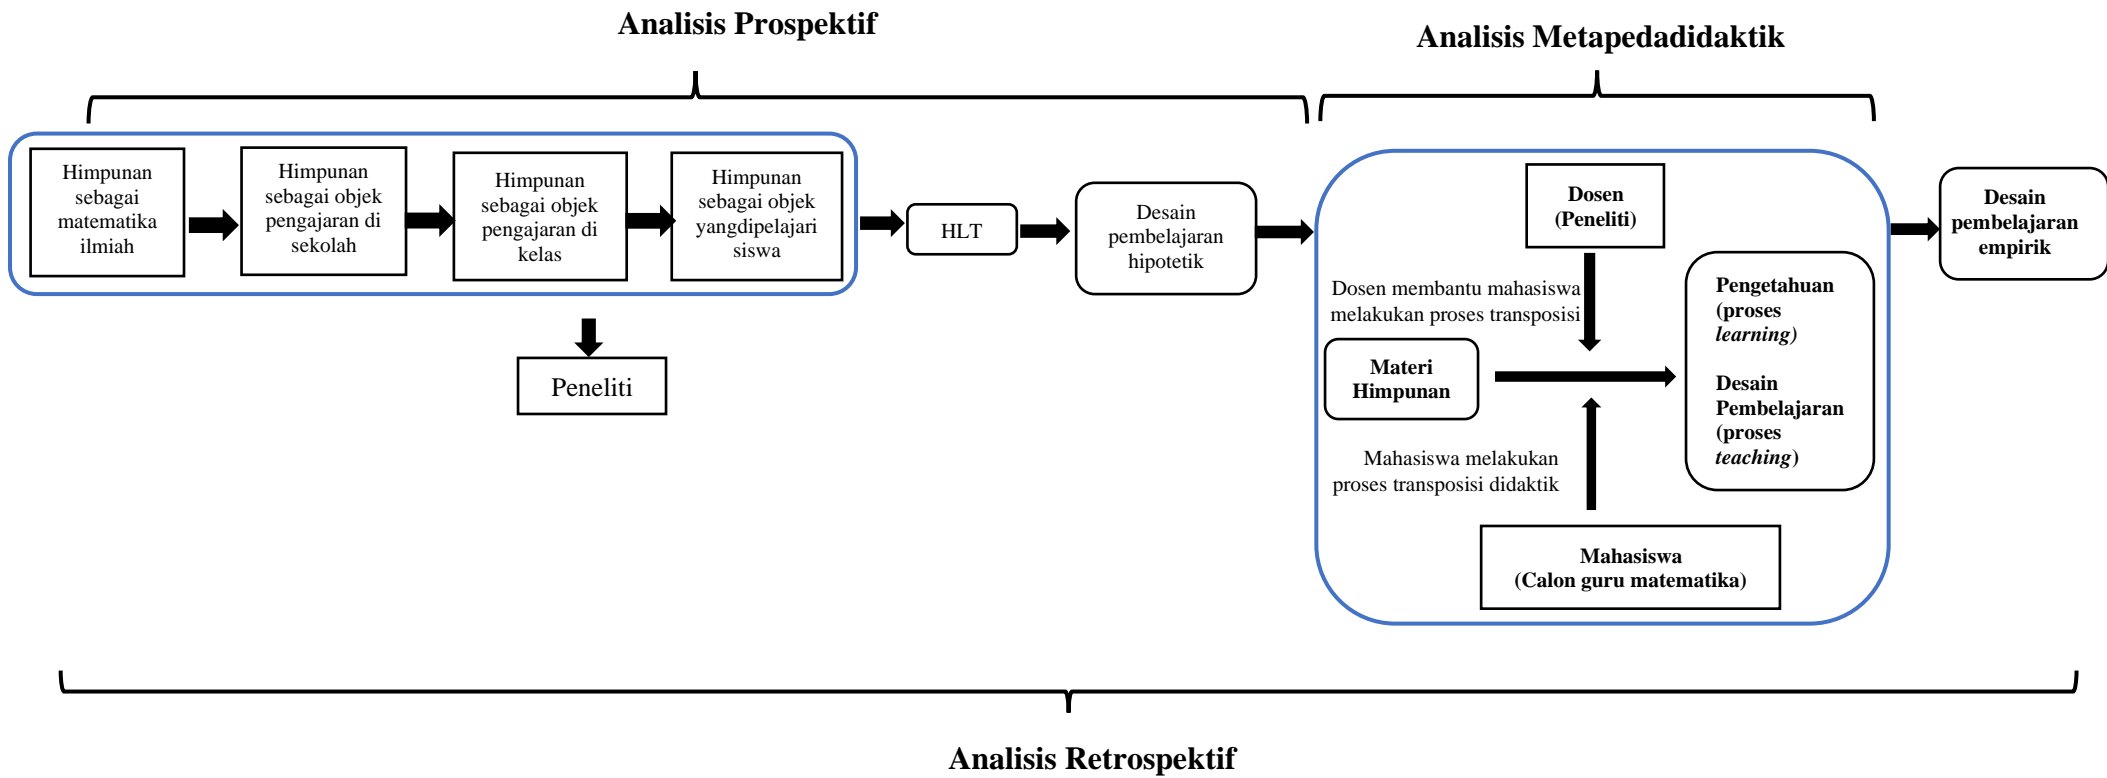 Analisis Prospektif
Analisis Metapedadidaktik
Himpunan
sebagai
matematika
ilmiah
Himpunan
sebagai objek
pengajaran di
sekolah
Himpunan
sebagai objek
pengajaran di
kelas
Himpunan
sebagai objek
yangdipelajari
siswa
HLT
Desain
pembelajaran
hipotetik
Peneliti
Dosen
(Peneliti)
Dosen membantu mahasiswa
melakukan proses transposisi
Materi
Himpunan
Mahasiswa melakukan
proses transposisi didaktik
Mahasiswa
(Calon guru matematika)
Pengetahuan
(proses
learning)
Desain
Pembelajaran
(proses
teaching)
Desain
pembelajaran
empirik
Analisis Retrospektif